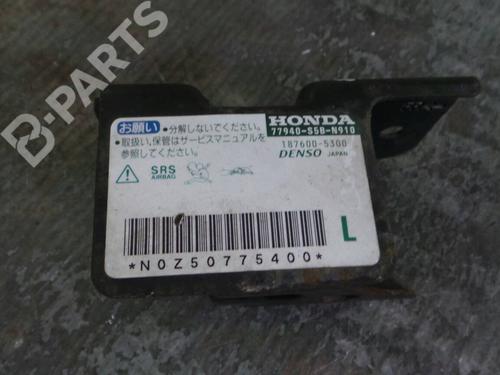 B-PARTS
お願い
•分解しないでください。
•取扱い、保管はサービスマニュアルを
参照してください。
HONDA
77940-S5B-N910
187600-5300
DENSO JAPAN
SRS
AIRBAG
L
*N0Z50775400*